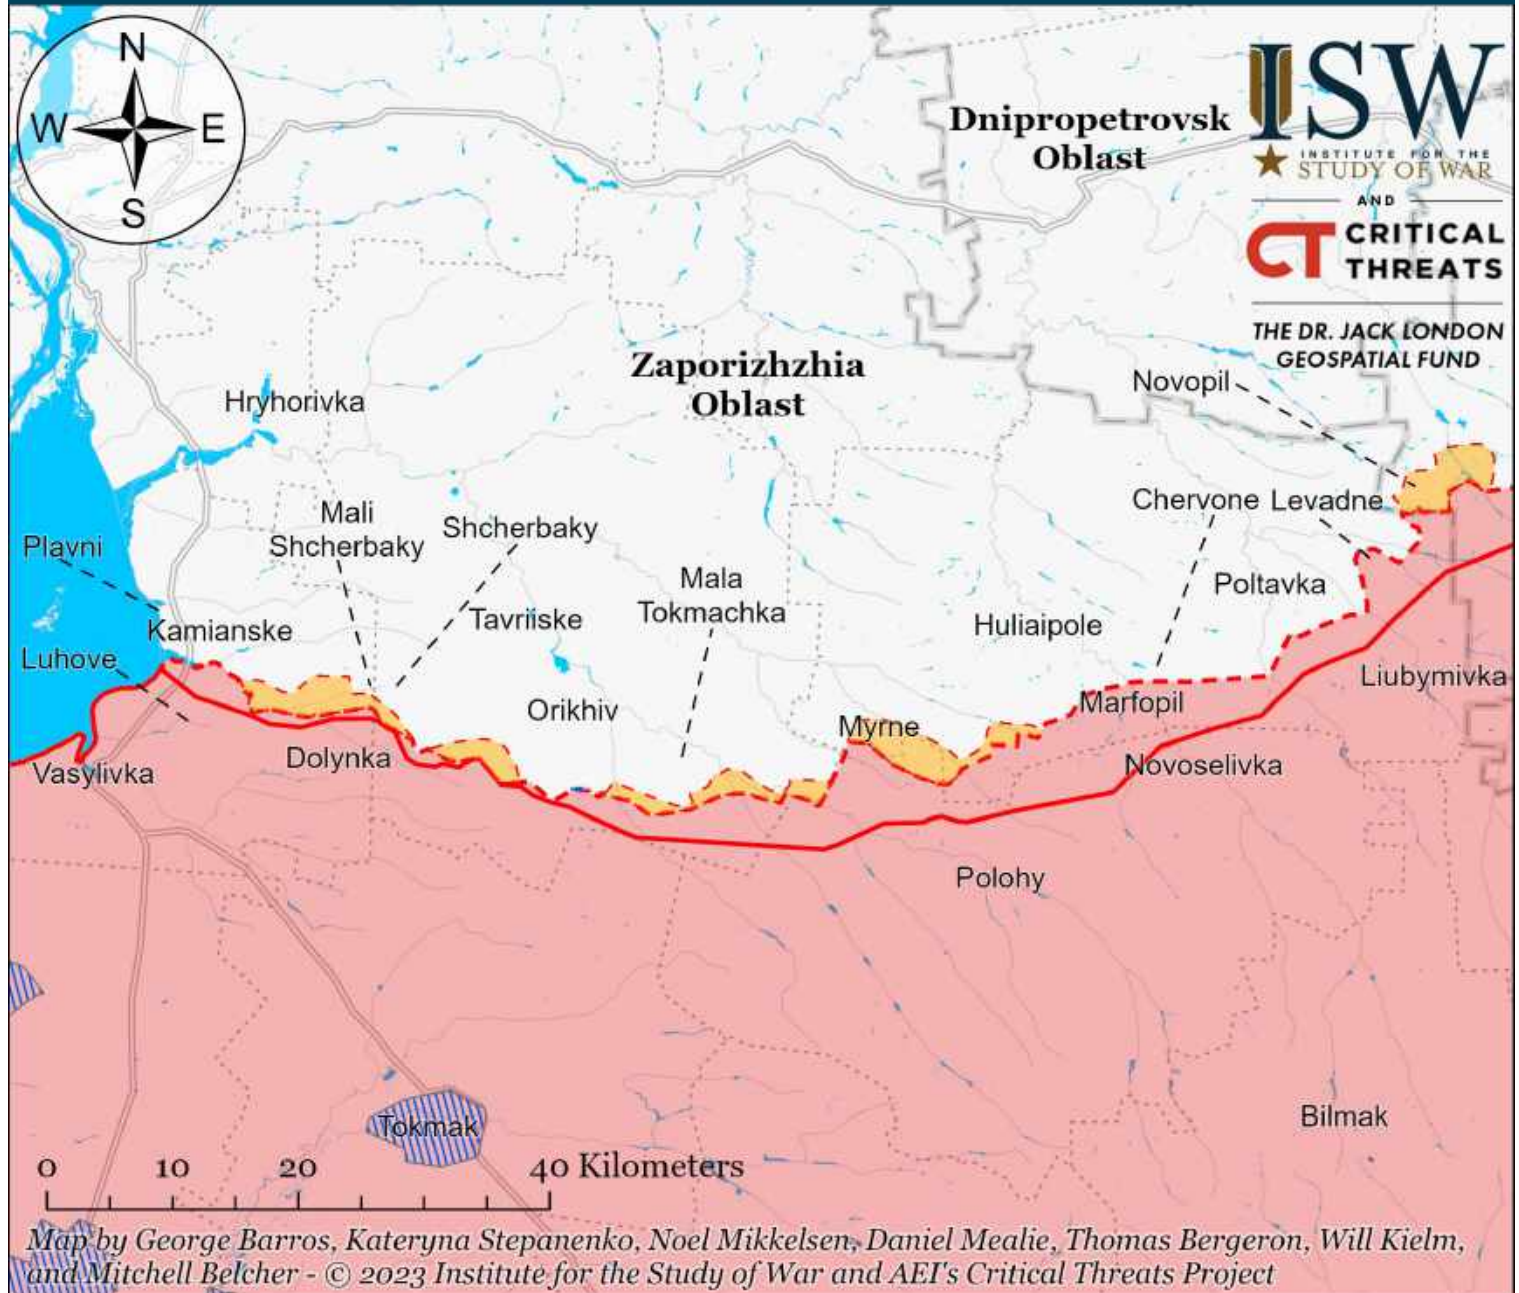 N
W E
S
Dnipropetrovsk
Oblast
ISW
INSTITUTE FOR THE
STUDY OF WAR
AND
CT CRITICAL
THREATS
THE DR. JACK LONDON
GEOSPATIAL FUND
Zaporizhzhia
Oblast
Novopil
Hryhorivka
Chervone Levadne
Mali
Shcherbaky
Shcherbaky
Plavni
Mala
Tokmachka
Poltavka
Tavriiske
Huliaipole
Kamianske
Luhove
Liubymivka
Orikhiv
Marfopil
Myrne
Dolynka
Vasylivka
Novoselivka
Polohy
Tokmak
Bilmak
0 10 20 40 Kilometers
Map by George Barros, Kateryna Stepanenko, Noel Mikkelsen, Daniel Mealie, Thomas Bergeron, Will Kielm,
and Mitchell Belcher - © 2023 Institute for the Study of War and AEI's Critical Threats Project